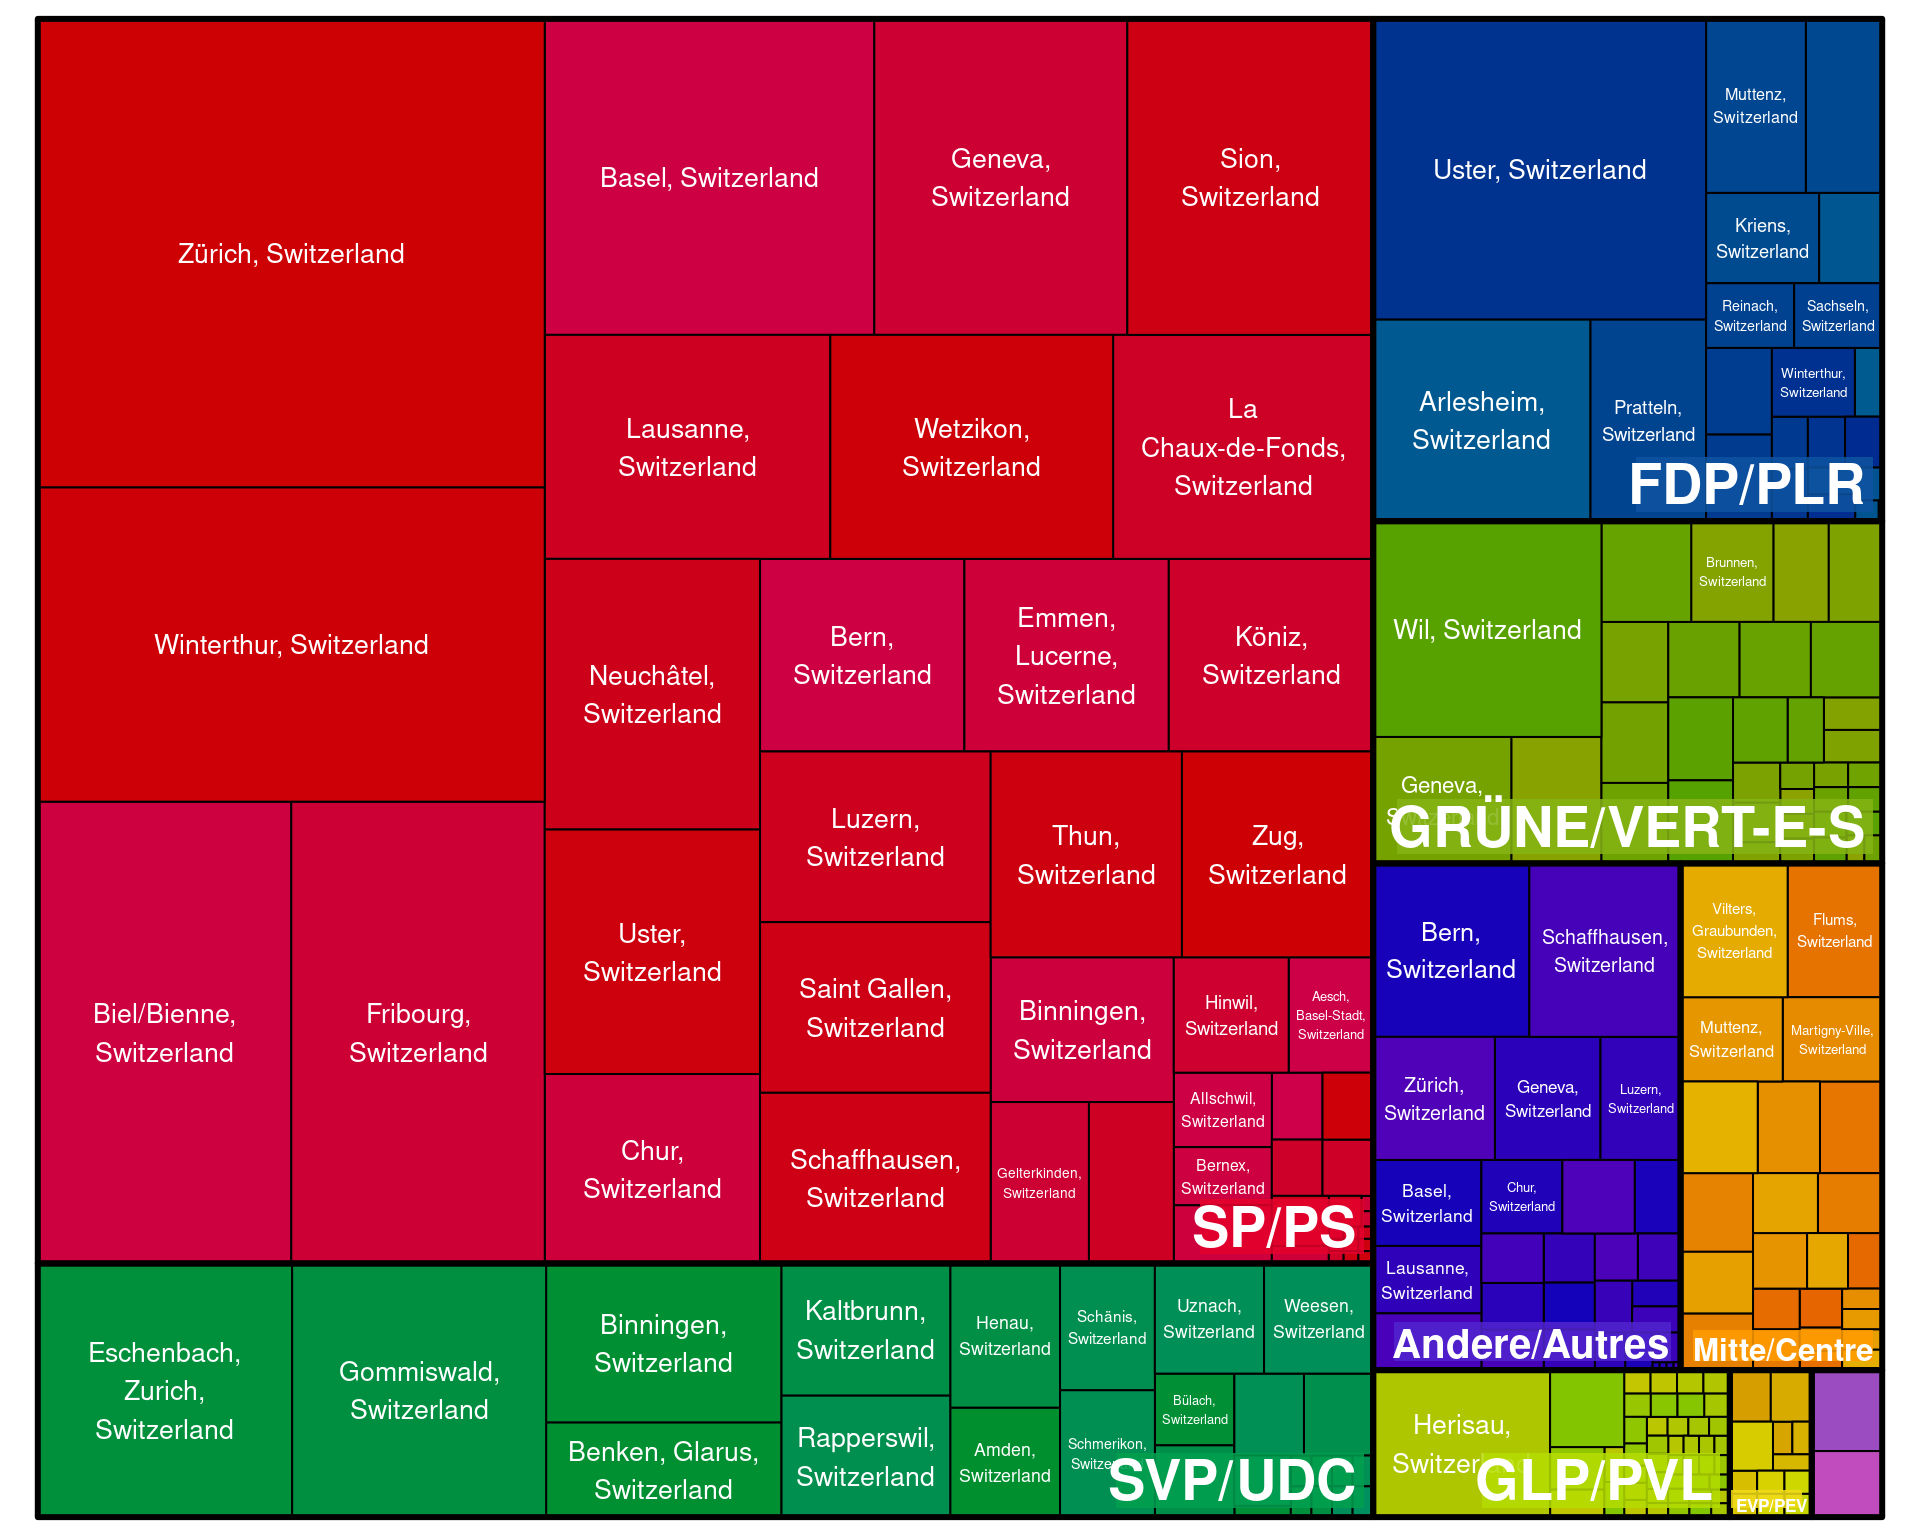 Zürich, Switzerland
Winterthur, Switzerland
Biel/Bienne,
Switzerland
Fribourg,
Switzerland
Basel, Switzerland
Geneva,
Switzerland
Sion,
Switzerland
Lausanne,
Switzerland
Wetzikon,
Switzerland
La
Chaux-de-Fonds,
Switzerland
Neuchâtel,
Switzerland
Bern,
Switzerland
Emmen,
Lucerne,
Switzerland
Köniz,
Switzerland
Uster,
Switzerland
Chur,
Switzerland
Luzern,
Switzerland
Saint Gallen,
Switzerland
Schaffhausen,
Switzerland
Thun,
Switzerland
Zug,
Switzerland
Binningen,
Switzerland
Hinwil,
Switzerland
Aesch,
Basel-Stadt,
Switzerland
Gelterkinden,
Switzerland
Allschwil,
Switzerland
Bernex,
Switzerland
SP/PS
Eschenbach,
Zurich,
Switzerland
Gommiswald,
Switzerland
Binningen,
Switzerland
Benken, Glarus,
Switzerland
Kaltbrunn,
Switzerland
Rapperswil,
Switzerland
Henau,
Switzerland
Amden,
Switzerland
Schänis,
Switzerland
Schmerikon,
Switzerland
Uznach,
Switzerland
Weesen,
Switzerland
Bülach,
Switzerland
SVP/UDC
Uster, Switzerland
Arlesheim,
Switzerland
Pratteln,
Switzerland
Muttenz,
Switzerland
Kriens,
Switzerland
Reinach,
Switzerland
Sachseln,
Switzerland
Winterthur,
Switzerland
FDP/PLR
Wil, Switzerland
Geneva,
Switzerland
Brunnen,
Switzerland
GRÜNE/VERT-E-S
Bern,
Switzerland
Schaffhausen,
Switzerland
Zürich,
Switzerland
Geneva,
Switzerland
Luzern,
Switzerland
Basel,
Switzerland
Chur,
Switzerland
Lausanne,
Switzerland
Andere/Autres
Vilters,
Graubunden,
Switzerland
Flums,
Switzerland
Muttenz,
Switzerland
Martigny-Ville,
Switzerland
Mitte/Centre
Herisau,
Switzerland
GLP/PVL
EVP/PEV